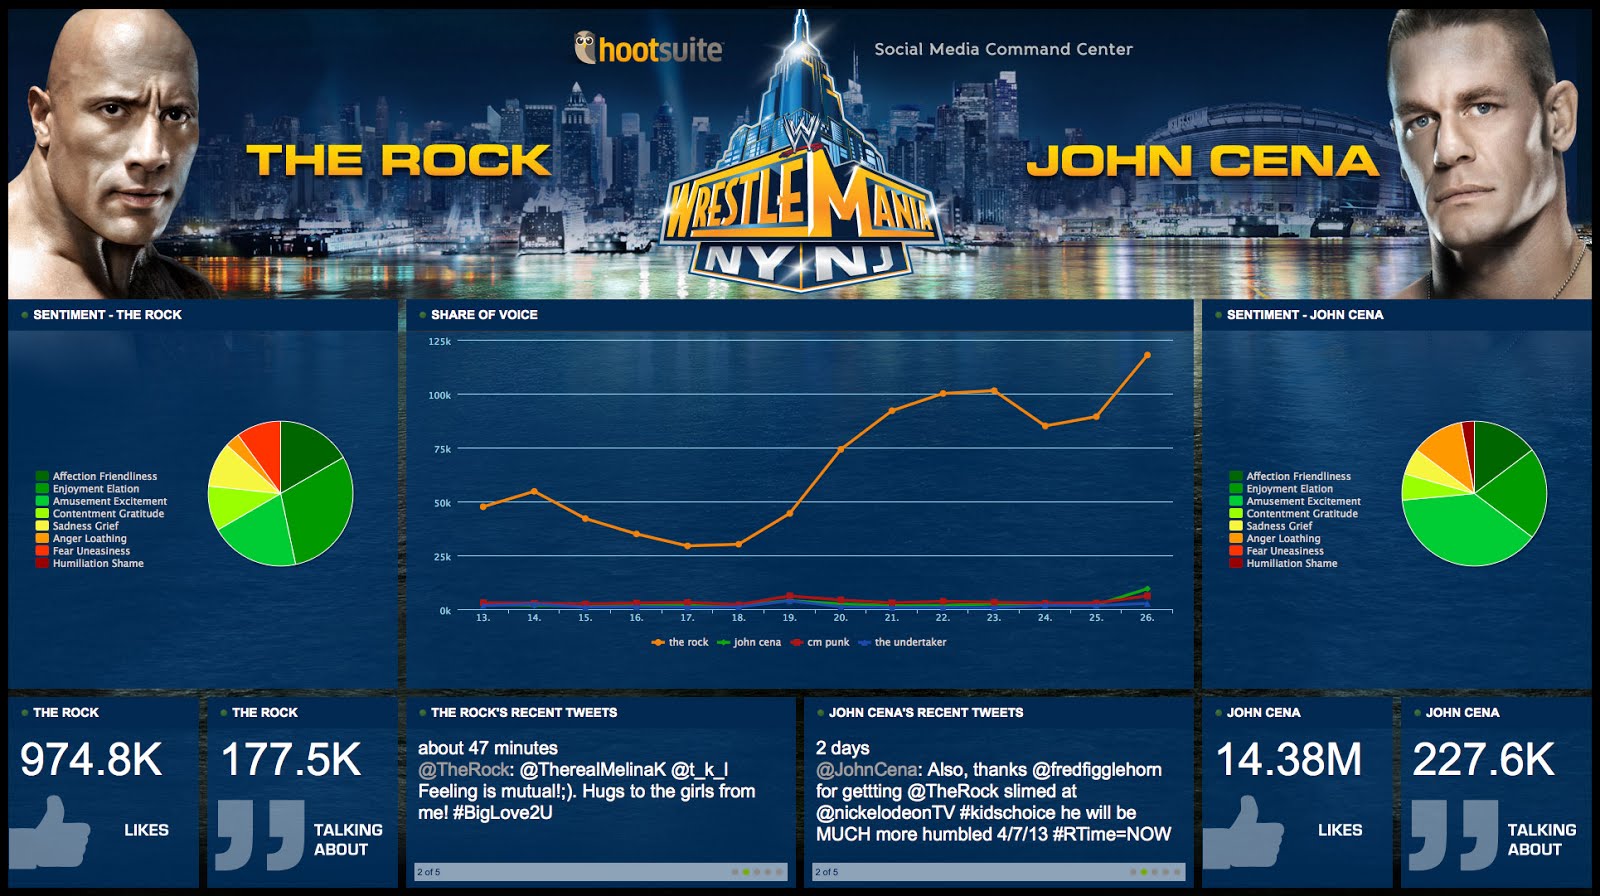 hootsuite
Social Media Command Center
THE ROCK
W
WRESTLEMANIA
NY NJ
JOHN CENA
SENTIMENT - THE ROCK
Affection Friendliness
Enjoyment Elation
Amusement Excitement
Contentment Gratitude
Sadness Grief
Anger Loathing
Fear Uneasiness
Humiliation Shame
SHARE OF VOICE
125k
100k
75k
50k
25k
0k
13. 14. 15. 16. 17. 18. 19. 20. 21. 22. 23. 24. 25. 26.
the rock john cena cm punk the undertaker
SENTIMENT - JOHN CENA
Affection Friendliness
Enjoyment Elation
Amusement Excitement
Contentment Gratitude
Sadness Grief
Anger Loathing
Fear Uneasiness
Humiliation Shame
THE ROCK
974.8K
LIKES
THE ROCK
177.5K
TALKING
ABOUT
THE ROCK'S RECENT TWEETS
about 47 minutes
@TheRock: @TherealMelinaK @t_k_l
Feeling is mutual!;). Hugs to the girls from
me! #BigLove2U
2 of 5
JOHN CENA'S RECENT TWEETS
2 days
@JohnCena: Also, thanks @fredfigglehorn
for gettting @TheRock slimed at
@nickelodeonTV #kidschoice he will be
MUCH more humbled 4/7/13 #RTime=NOW
2 of 5
JOHN CENA
14.38M
LIKES
JOHN CENA
227.6K
TALKING
ABOUT